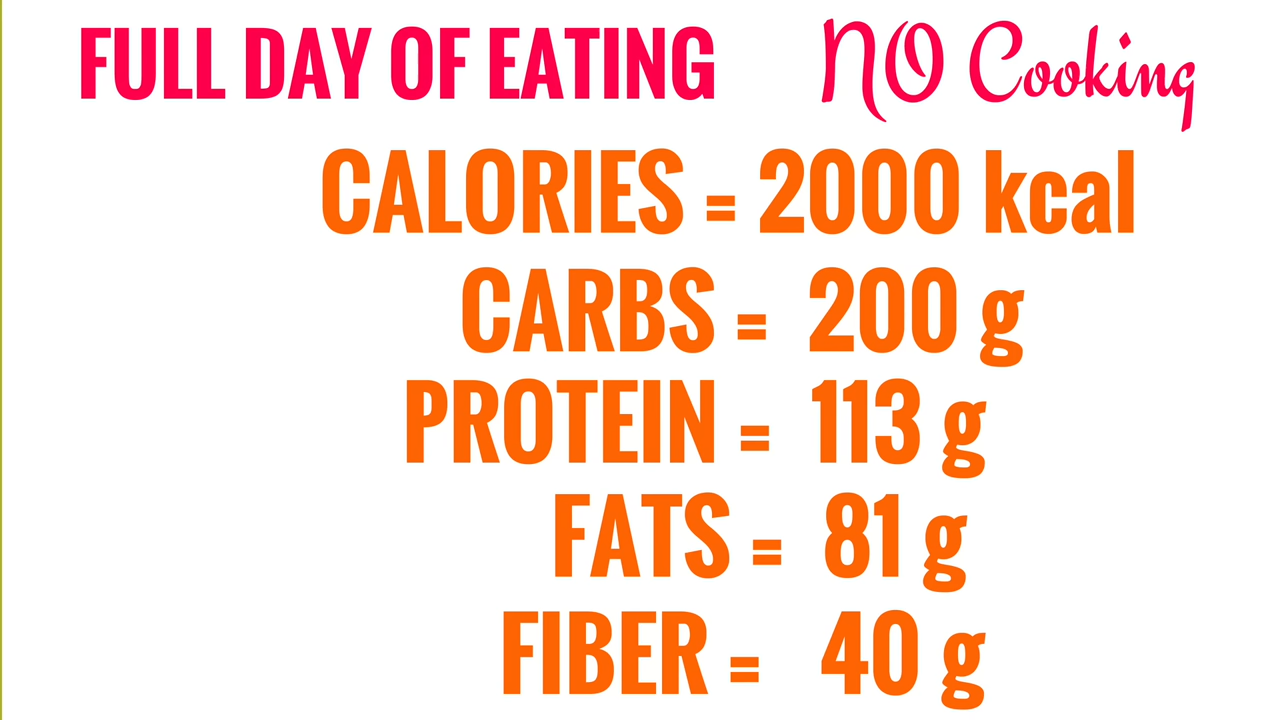 FULL DAY OF EATING NO Cooking
CALORIES = 2000 kcal
CARBS = 200 g
PROTEIN = 113 g
FATS = 81 g
FIBER = 40 g